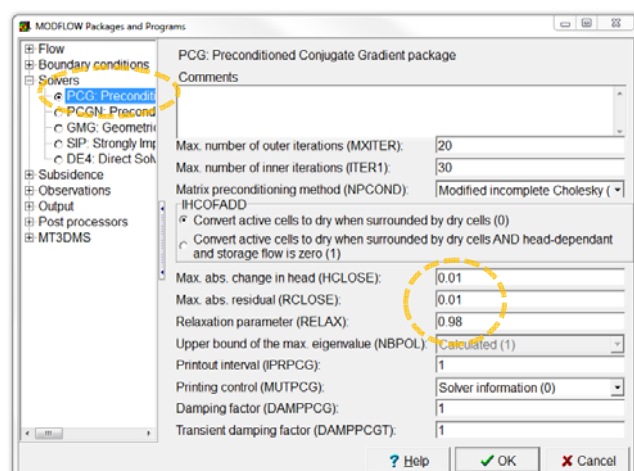 MODFLOW Packages and Programs
Flow
Boundary conditions
Solvers
PCG: Preconditi
PCGN: Precond
GMG: Geometric
SIP: Strongly Imp
DE4: Direct Solv
Subsidence
Observations
Output
Post processors
MT3DMS
PCG: Preconditioned Conjugate Gradient package
Comments
Max. number of outer iterations (MXITER): 20
Max. number of inner iterations (ITER1): 30
Matrix preconditioning method (NPCOND): Modified incomplete Cholesky (
IHCOFADD
Convert active cells to dry when surrounded by dry cells (0)
Convert active cells to dry when surrounded by dry cells AND head-dependant
and storage flow is zero (1)
Max. abs. change in head (HCLOSE): 0.01
Max. abs. residual (RCLOSE): 0.01
Relaxation parameter (RELAX): 0.98
Upper bound of the max. eigenvalue (NBPOL): Calculated (1)
Printout interval (IPRPCG): 1
Printing control (MUTPCG): Solver information (0)
Damping factor (DAMPPCG): 1
Transient damping factor (DAMPPCGT): 1
? Help
OK
Cancel